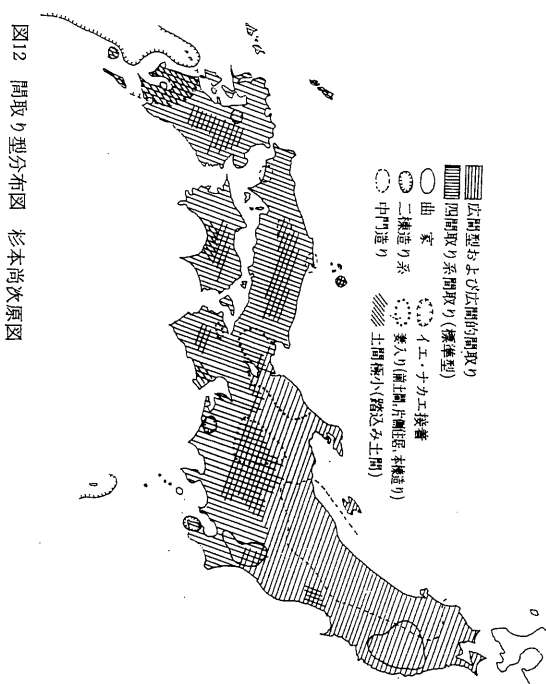 広間型および広間的間取り
四間取り系間取り(標準型)
曲家
二棟造り系
中門造り
イエ・ナカエ接着
妻入り(前土間,片側住居,本棟造り)
土間極小(踏込み土間)
図12 間取り型分布図 杉本尚次原図